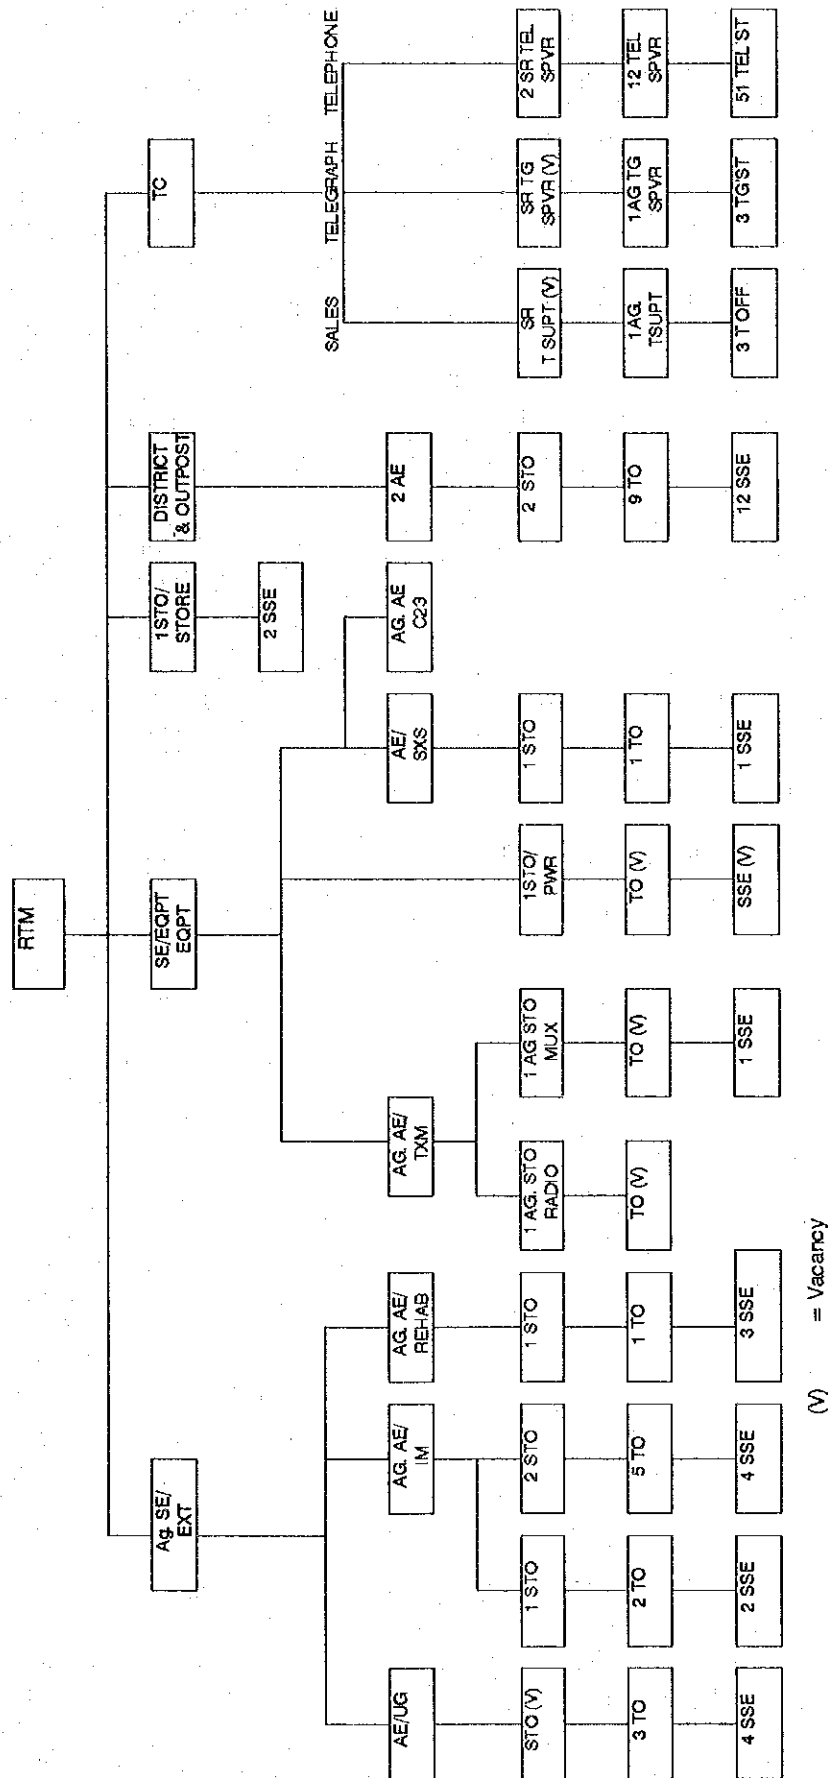 RTM
Ag. SE/
EXT
SE/EQPT
EQPT
1STO/
STORE
DISTRICT
& OUTPOST
TC
2 SSE
SALES
TELEGRAPH
TELEPHONE
AE/UG
AG. AE/
IM
AG. AE/
REHAB
AG. AE/
TXM
AE/
SXS
AG. AE
C23
2 AE
STO (V)
1 STO
2 STO
1 STO
1 AG. STO
RADIO
1 AG STO
MUX
1STO/
PWR
1 STO
2 STO
SR
T SUPT (V)
SR TG
SPVR (V)
2 SR TEL
SPVR
3 TO
2 TO
5 TO
1 TO
TO (V)
TO (V)
TO (V)
1 TO
9 TO
1AG.
TSUPT
1AG TG
SPVR
12 TEL
SPVR
4 SSE
2 SSE
4 SSE
3 SSE
1 SSE
SSE (V)
1 SSE
12 SSE
3 T OFF
3 TG'ST
51 TEL'ST
(V) = Vacancy